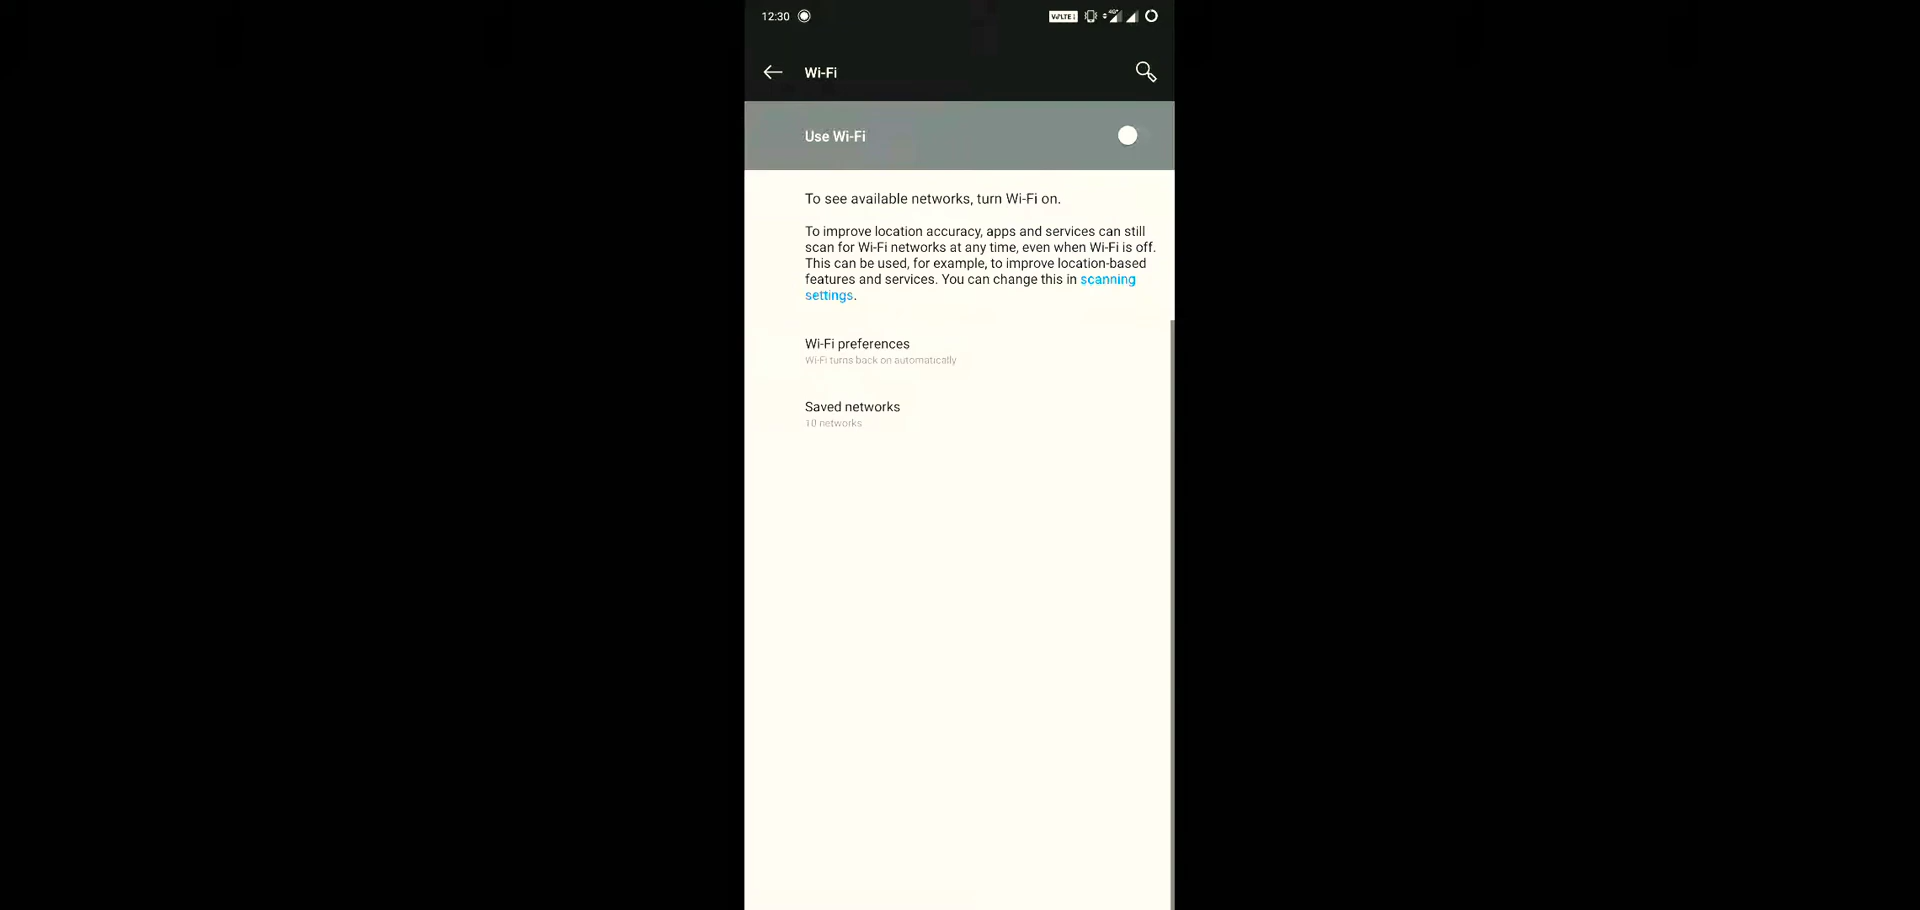 12:30 VoLTE 4G+
Wi-Fi
Use Wi-Fi
To see available networks, turn Wi-Fi on.
To improve location accuracy, apps and services can still
scan for Wi-Fi networks at any time, even when Wi-Fi is off.
This can be used, for example, to improve location-based
features and services. You can change this in scanning
settings.
Wi-Fi preferences
Wi-Fi turns back on automatically
Saved networks
10 networks